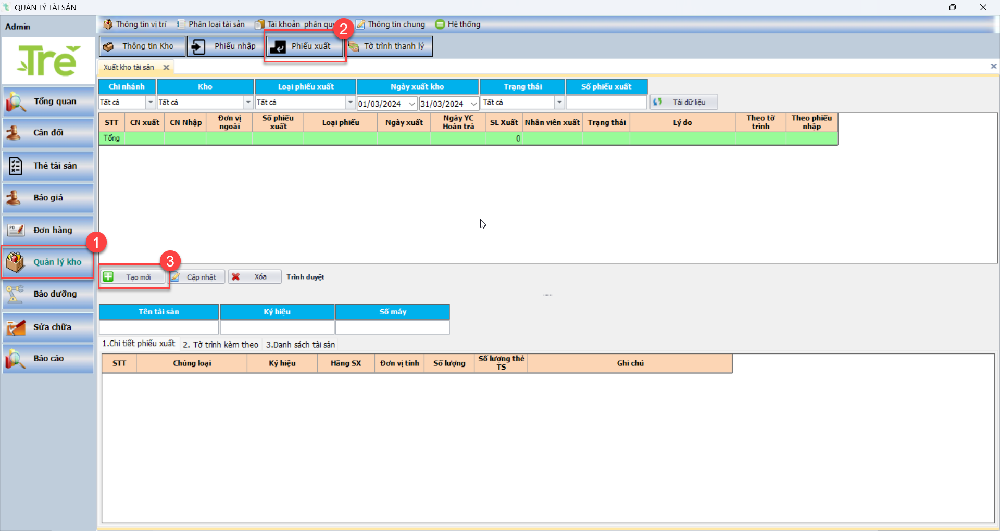 QUẢN LÝ TÀI SẢN
Admin
Thông tin vị trí
Phân loại tài sản
Tài khoản phân
Thông tin chung
Hệ thống
2
Tre
Thông tin Kho
Phiếu nhập
Phiếu xuất
Tờ trình thanh lý
Xuất kho tài sản
Chi nhánh
Kho
Loại phiếu xuất
Ngày xuất kho
Trạng thái
Số phiếu xuất
Tất cả
Tất cả
Tất cả
01/03/2024
31/03/2024
Tất cả
Tải dữ liệu
STT
CN xuất
CN Nhập
Đơn vị
ngoài
Số phiếu
xuất
Loại phiếu
Ngày xuất
Ngày YC
Hoàn trả
SL Xuất
Nhân viên xuất
Trạng thái
Lý do
Theo tờ
trình
Theo phiếu
nhập
Tổng
0
Tổng quan
Cân đối
Thẻ tài sản
Báo giá
PO
Đơn hàng
1
Quản lý kho
Bảo dưỡng
Sửa chữa
Báo cáo
3
Tạo mới
Cập nhật
Xóa
Trình duyệt
Tên tài sản
Ký hiệu
Số máy
1.Chi tiết phiếu xuất
2. Tờ trình kèm theo
3.Danh sách tài sản
STT
Chủng loại
Ký hiệu
Hãng SX
Đơn vị tính
Số lượng
Số lượng thẻ
TS
Ghi chú